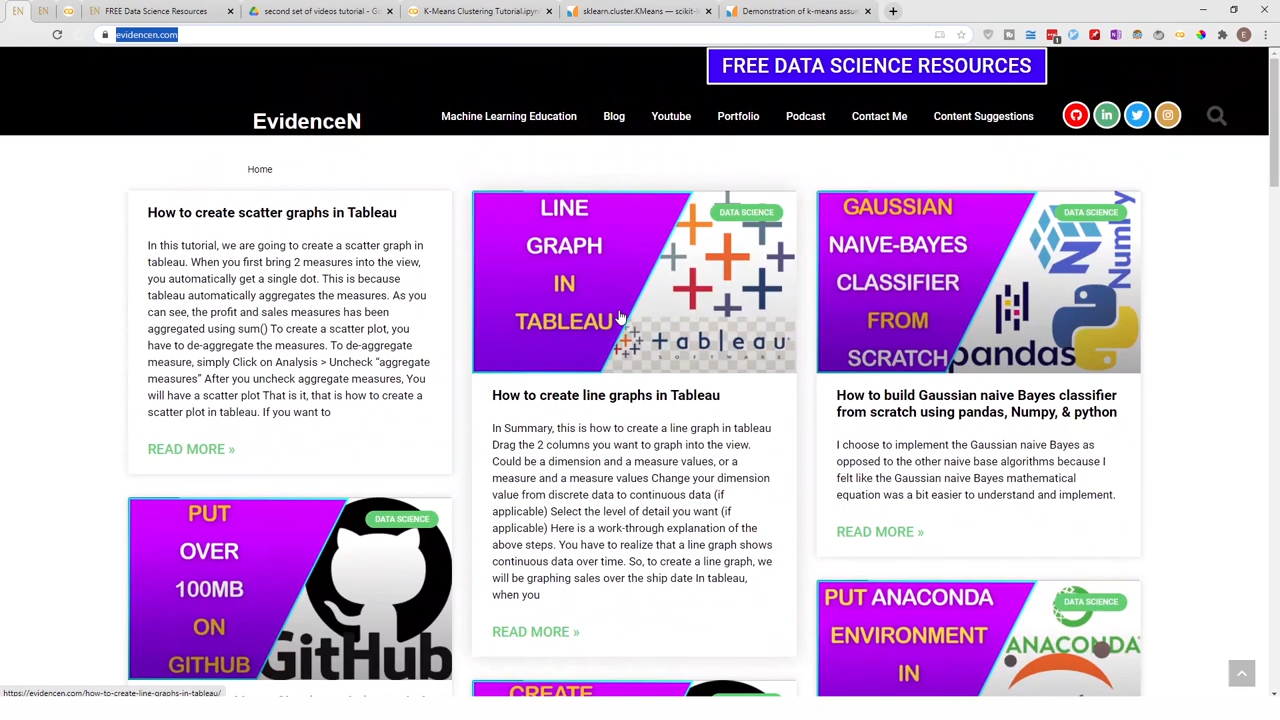 EN
EN
FREE Data Science Resources
second set of videos tutorial - Go
K-Means Clustering Tutorial.ipyn
sklearn.cluster.KMeans — scikit-l
Demonstration of k-means assum
evidencen.com
E
FREE DATA SCIENCE RESOURCES
EvidenceN
Machine Learning Education
Blog
Youtube
Portfolio
Podcast
Contact Me
Content Suggestions
Home
How to create scatter graphs in Tableau
In this tutorial, we are going to create a scatter graph in
tableau. When you first bring 2 measures into the view,
you automatically get a single dot. This is because
tableau automatically aggregates the measures. As you
can see, the profit and sales measures has been
aggregated using sum() To create a scatter plot, you
have to de-aggregate the measures. To de-aggregate
measure, simply Click on Analysis > Uncheck “aggregate
measures” After you uncheck aggregate measures, You
will have a scatter plot That is it, that is how to create a
scatter plot in tableau. If you want to
READ MORE »
PUT
OVER
100MB
ON
GITHUB
DATA SCIENCE
GitHub
LINE
GRAPH
IN
TABLEAU
DATA SCIENCE
tableau
SOFTWARE
How to create line graphs in Tableau
In Summary, this is how to create a line graph in tableau
Drag the 2 columns you want to graph into the view.
Could be a dimension and a measure values, or a
measure and a measure values Change your dimension
value from discrete data to continuous data (if
applicable) Select the level of detail you want (if
applicable) Here is a work-through explanation of the
above steps. You have to realize that a line graph shows
continuous data over time. So, to create a line graph, we
will be graphing sales over the ship date In tableau,
when you
READ MORE »
CREATE
GAUSSIAN
NAIVE-BAYES
CLASSIFIER
FROM
SCRATCH
DATA SCIENCE
NumPy
pandas
How to build Gaussian naive Bayes classifier
from scratch using pandas, Numpy, & python
I choose to implement the Gaussian naive Bayes as
opposed to the other naive base algorithms because I
felt like the Gaussian naive Bayes mathematical
equation was a bit easier to understand and implement.
READ MORE »
PUT ANACONDA
ENVIRONMENT
IN
DATA SCIENCE
ANACONDA
https://evidencen.com/how-to-create-line-graphs-in-tableau/